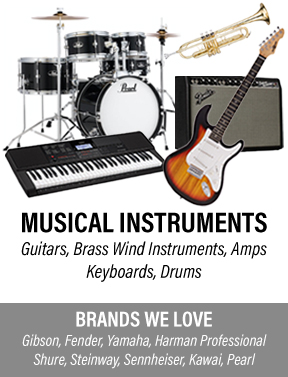 Pearl
Fender
MUSICAL INSTRUMENTS
Guitars, Brass Wind Instruments, Amps
Keyboards, Drums
BRANDS WE LOVE
Gibson, Fender, Yamaha, Harman Professional
Shure, Steinway, Sennheiser, Kawai, Pearl